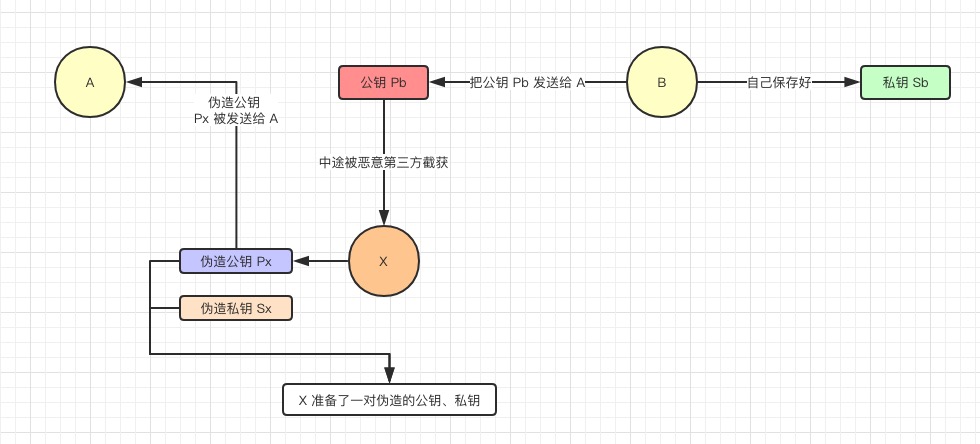 A
公钥 Pb
把公钥 Pb 发送给 A
B
自己保存好
私钥 Sb
伪造公钥
Px 被发送给 A
中途被恶意第三方截获
伪造公钥 Px
X
伪造私钥 Sx
X 准备了一对伪造的公钥、私钥